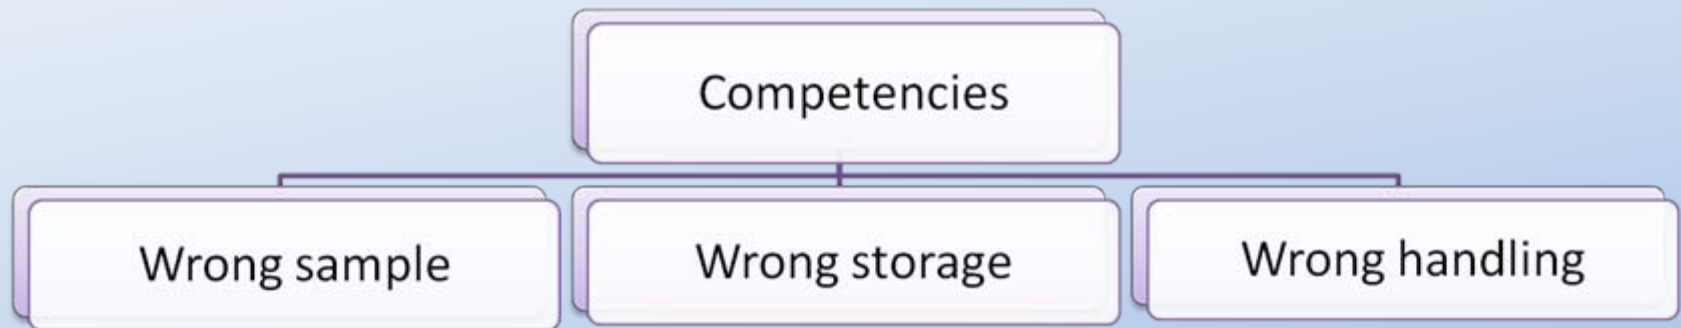 Competencies
Wrong sample
Wrong storage
Wrong handling